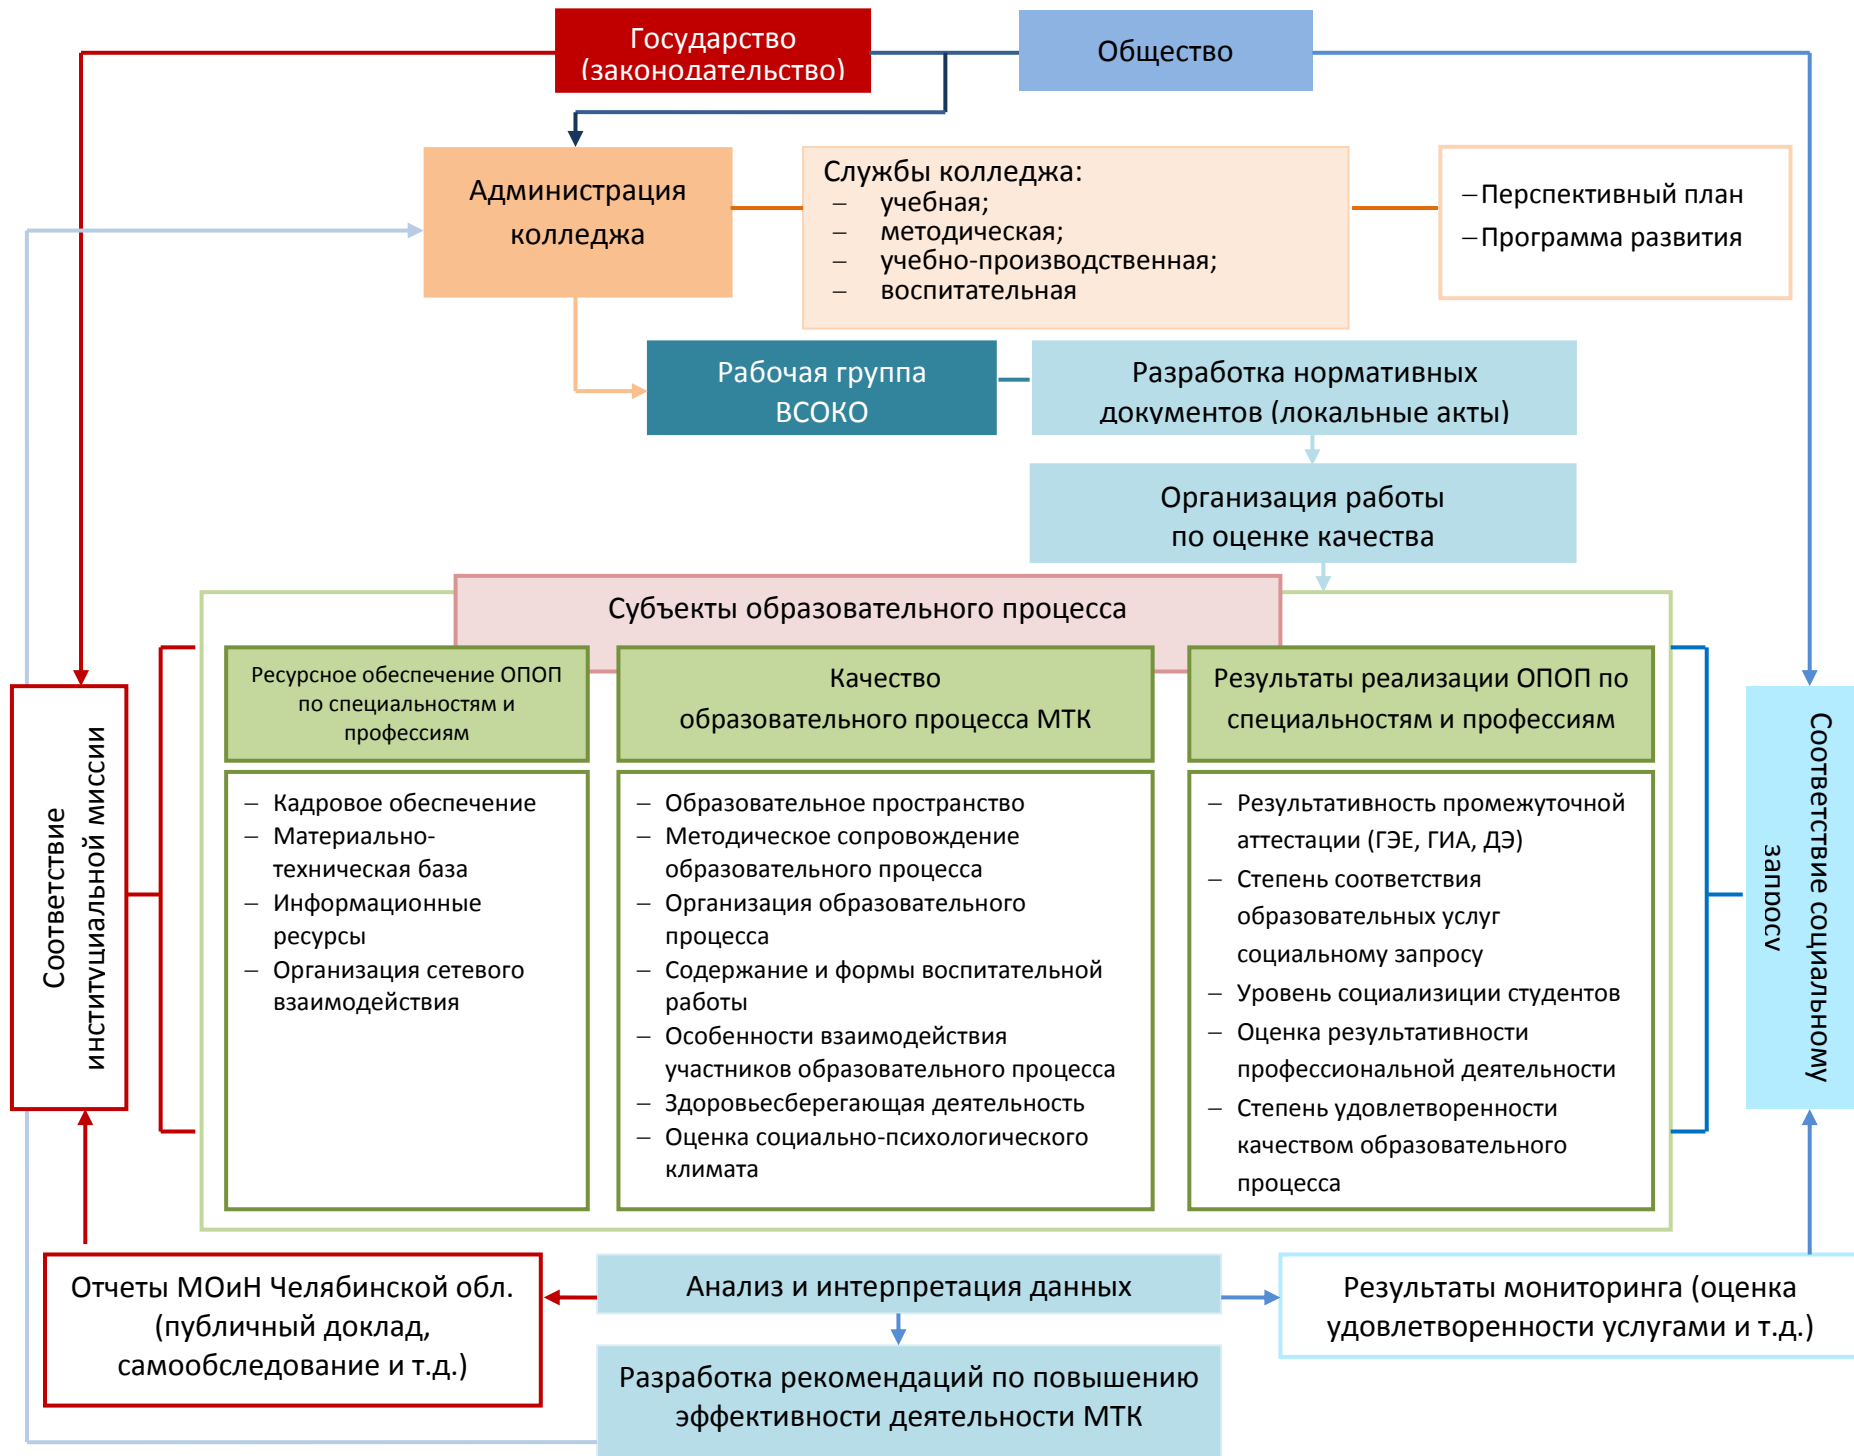 Государство
(законодательство)
Общество
Администрация
колледжа
Службы колледжа:
– учебная;
– методическая;
– учебно-производственная;
– воспитательная
–Перспективный план
–Программа развития
Рабочая группа
ВСОКО
Разработка нормативных
документов (локальные акты)
Организация работы
по оценке качества
Субъекты образовательного процесса
Ресурсное обеспечение ОПОП
по специальностям и
профессиям
Качество
образовательного процесса МТК
Результаты реализации ОПОП по
специальностям и профессиям
– Кадровое обеспечение
– Материально-
техническая база
– Информационные
ресурсы
– Организация сетевого
взаимодействия
– Образовательное пространство
– Методическое сопровождение
образовательного процесса
– Организация образовательного
процесса
– Содержание и формы воспитательной
работы
– Особенности взаимодействия
участников образовательного процесса
– Здоровьесберегающая деятельность
– Оценка социально-психологического
климата
– Результативность промежуточной
аттестации (ГЭЕ, ГИА, ДЭ)
– Степень соответствия
образовательных услуг
социальному запросу
– Уровень социализиции студентов
– Оценка результативности
профессиональной деятельности
– Степень удовлетворенности
качеством образовательного
процесса
Соответствие
институциальной миссии
Соответствие социальному
запросу
Отчеты МОиН Челябинской обл.
(публичный доклад,
самообследование и т.д.)
Анализ и интерпретация данных
Результаты мониторинга (оценка
удовлетворенности услугами и т.д.)
Разработка рекомендаций по повышению
эффективности деятельности МТК